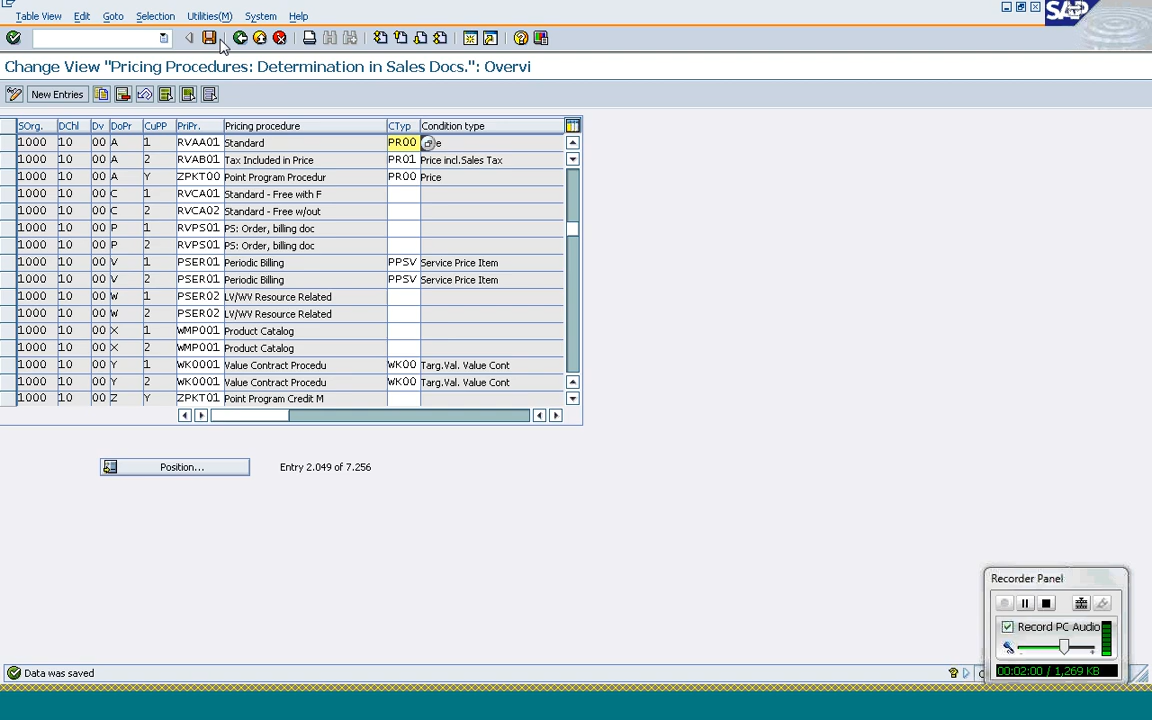 Table View Edit Goto Selection Utilities(M) System Help
SAP
Change View "Pricing Procedures: Determination in Sales Docs.": Overvi
New Entries
SOrg. DChl Dv DoPr CuPP PriPr. Pricing procedure CTyp Condition type
1000 10 00 A 1 RVAA01 Standard PR00 e
1000 10 00 A 2 RVAB01 Tax Included in Price PR01 Price incl.Sales Tax
1000 10 00 A Y ZPKT00 Point Program Procedur PR00 Price
1000 10 00 C 1 RVCA01 Standard - Free with F
1000 10 00 C 2 RVCA02 Standard - Free w/out
1000 10 00 P 1 RVPS01 PS: Order, billing doc
1000 10 00 P 2 RVPS01 PS: Order, billing doc
1000 10 00 V 1 PSER01 Periodic Billing PPSV Service Price Item
1000 10 00 V 2 PSER01 Periodic Billing PPSV Service Price Item
1000 10 00 W 1 PSER02 LV/WV Resource Related
1000 10 00 W 2 PSER02 LV/WV Resource Related
1000 10 00 X 1 WMP001 Product Catalog
1000 10 00 X 2 WMP001 Product Catalog
1000 10 00 Y 1 WK0001 Value Contract Procedu WK00 Targ.Val. Value Cont
1000 10 00 Y 2 WK0001 Value Contract Procedu WK00 Targ.Val. Value Cont
1000 10 00 Z Y ZPKT01 Point Program Credit M
Position... Entry 2.049 of 7.256
Recorder Panel
Record PC Audio
00:02:00 / 1,269 KB
Data was saved